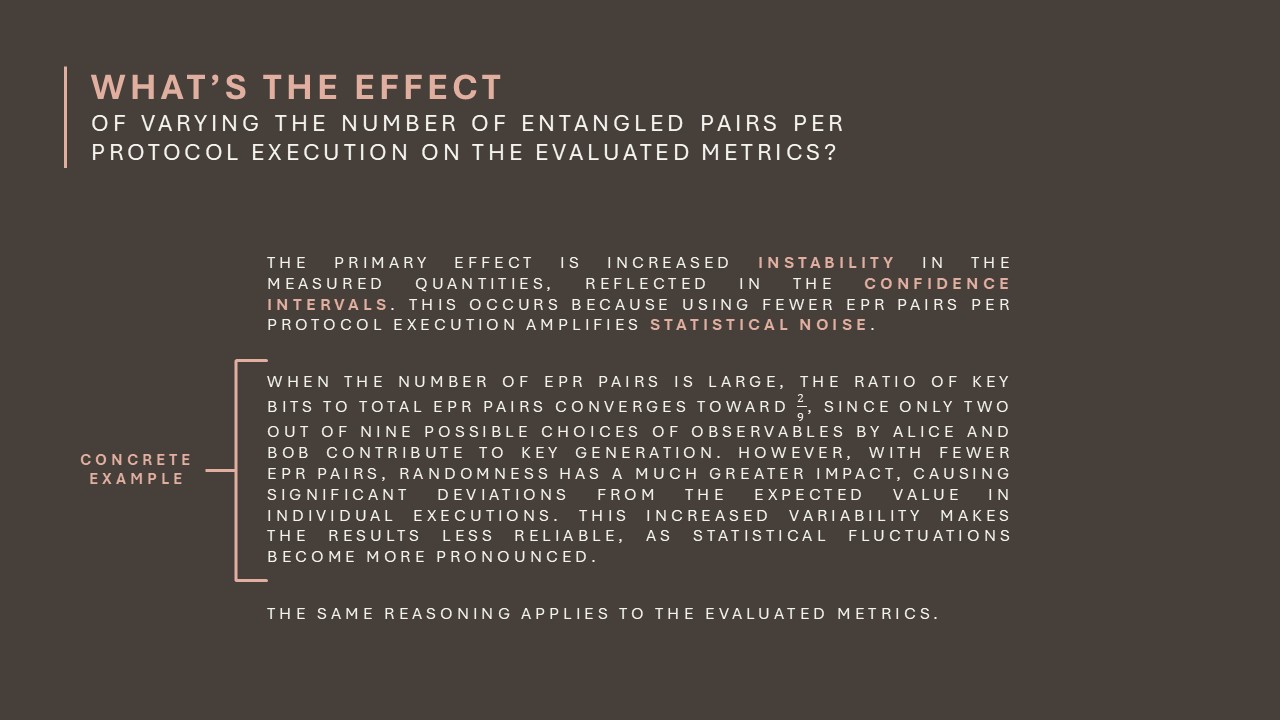 WHAT'S THE EFFECT
OF VARYING THE NUMBER OF ENTANGLED PAIRS PER
PROTOCOL EXECUTION ON THE EVALUATED METRICS?
THE PRIMARY EFFECT IS INCREASED INSTABILITY IN THE
MEASURED QUANTITIES, REFLECTED IN THE CONFIDENCE
INTERVALS. THIS OCCURS BECAUSE USING FEWER EPR PAIRS PER
PROTOCOL EXECUTION AMPLIFIES STATISTICAL NOISE.
CONCRETE
EXAMPLE
WHEN THE NUMBER OF EPR PAIRS IS LARGE, THE RATIO OF KEY
BITS TO TOTAL EPR PAIRS CONVERGES TOWARD 2/9, SINCE ONLY TWO
OUT OF NINE POSSIBLE CHOICES OF OBSERVABLES BY ALICE AND
BOB CONTRIBUTE TO KEY GENERATION. HOWEVER, WITH FEWER
EPR PAIRS, RANDOMNESS HAS A MUCH GREATER IMPACT, CAUSING
SIGNIFICANT DEVIATIONS FROM THE EXPECTED VALUE IN
INDIVIDUAL EXECUTIONS. THIS INCREASED VARIABILITY MAKES
THE RESULTS LESS RELIABLE, AS STATISTICAL FLUCTUATIONS
BECOME MORE PRONOUNCED.
THE SAME REASONING APPLIES TO THE EVALUATED METRICS.